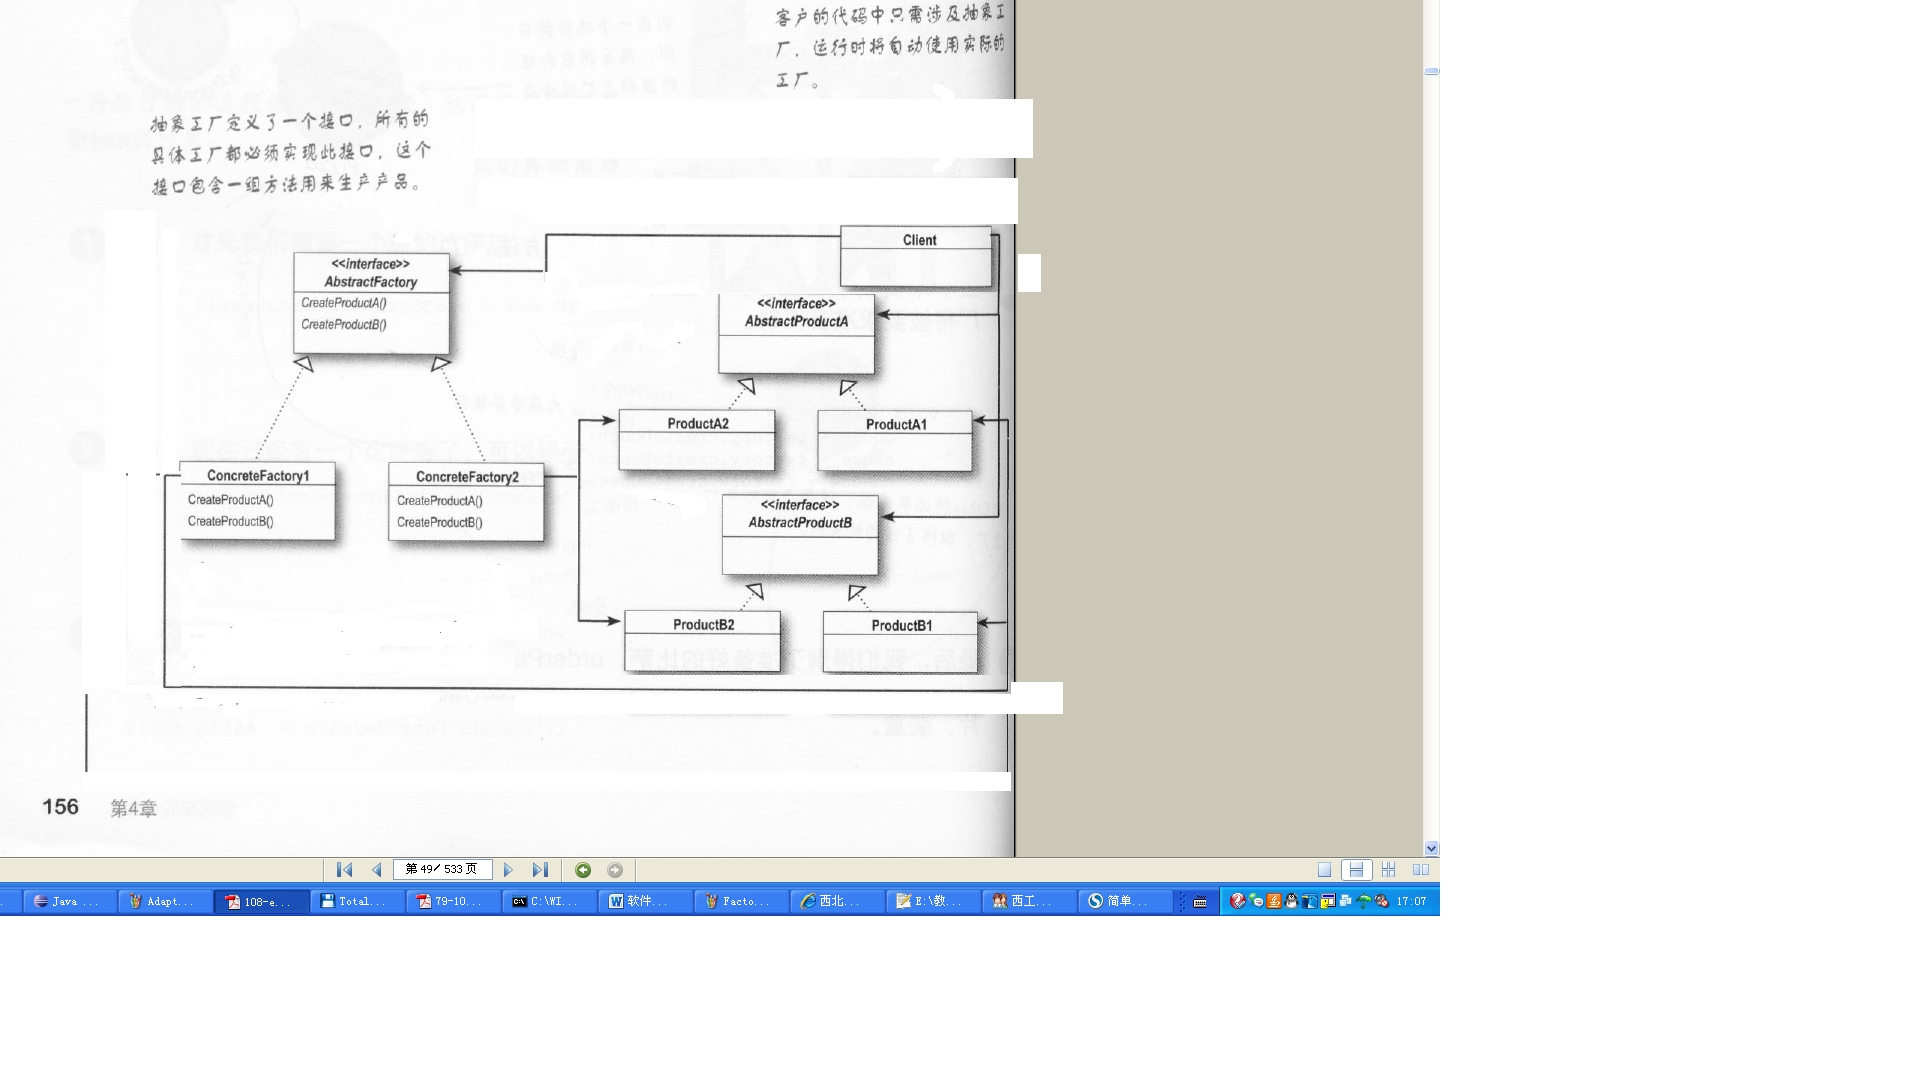 客户的代码中只需涉及抽象工
厂，运行时将自动使用实际的
工厂。
抽象工厂定义了一个接口，所有的
具体工厂都必须实现此接口，这个
接口包含一组方法用来生产产品。
Client
<<interface>>
AbstractFactory
CreateProductA()
CreateProductB()
<<interface>>
AbstractProductA
ProductA2
ProductA1
ConcreteFactory1
CreateProductA()
CreateProductB()
ConcreteFactory2
CreateProductA()
CreateProductB()
<<interface>>
AbstractProductB
ProductB2
ProductB1
156 第4章
第 49/ 533 页
Java ...
Adapt...
108-e...
Total...
79-10...
C:\WI...
软件...
Facto...
西北...
E:\教...
西工...
简单...
17:07